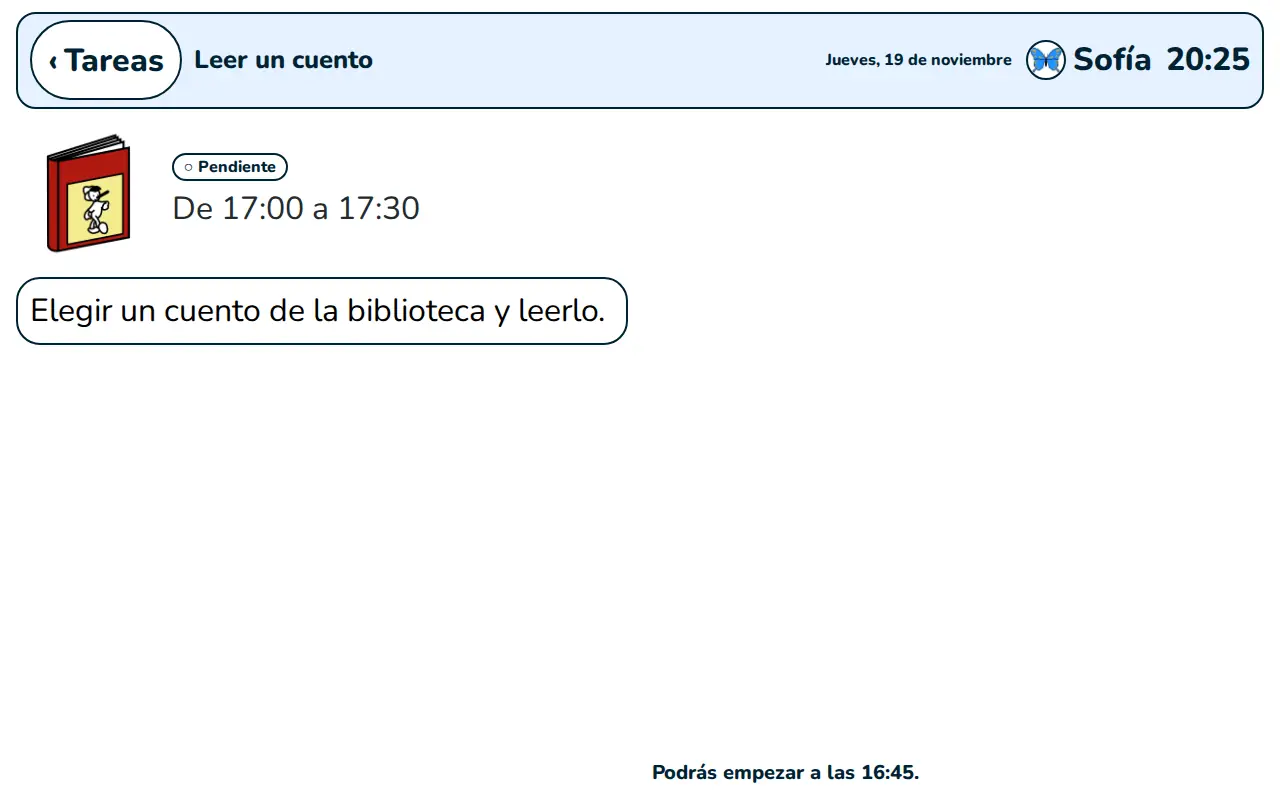 ‹ Tareas
Leer un cuento
Jueves, 19 de noviembre
Sofía 20:25
○ Pendiente
De 17:00 a 17:30
Elegir un cuento de la biblioteca y leerlo.
Podrás empezar a las 16:45.